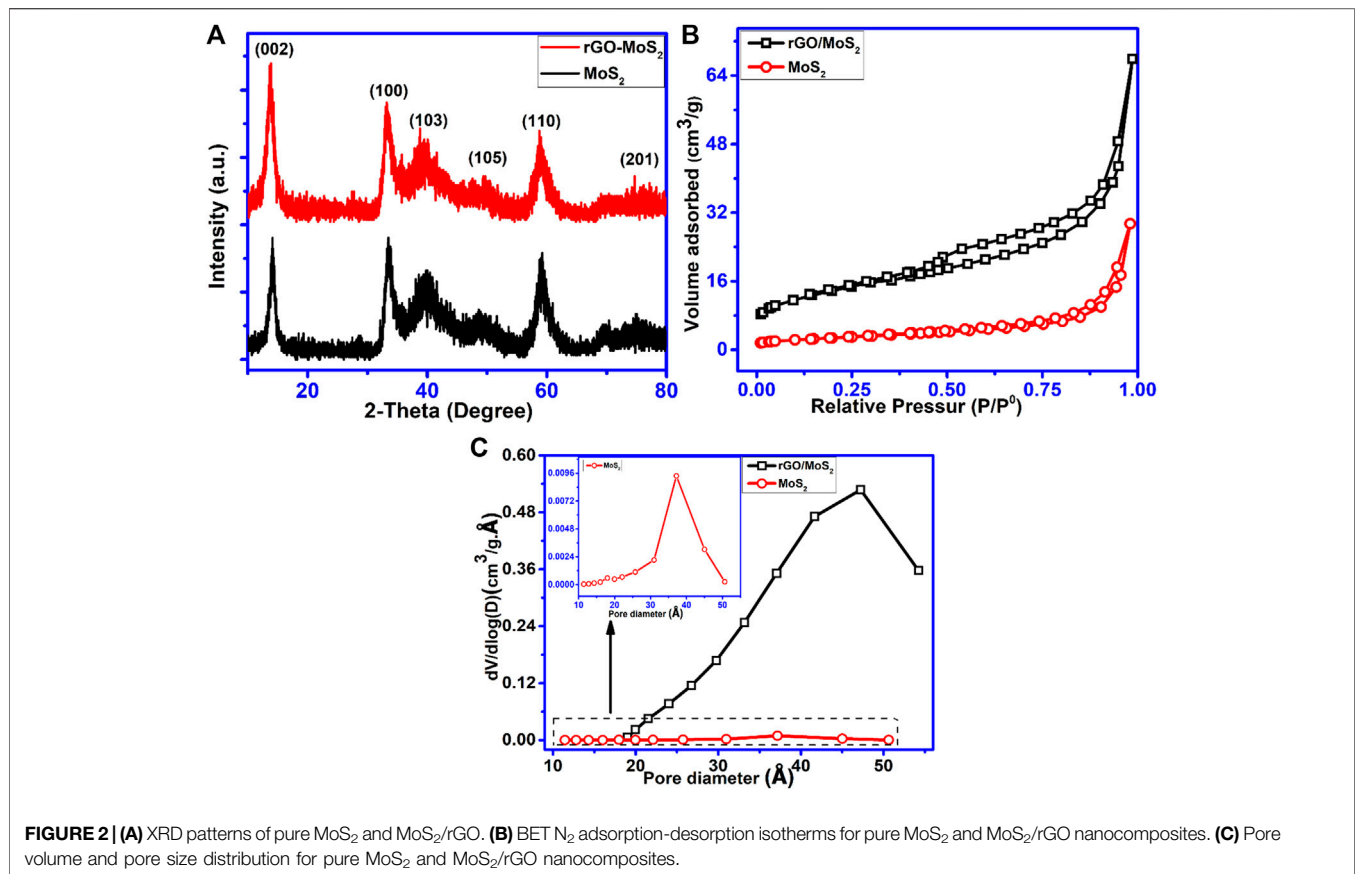 A
(002)
(100)
(103)
(105)
(110)
(201)
rGO-MoS₂
MoS₂
Intensity (a.u.)
20 40 60 80
2-Theta (Degree)
B
rGO/MoS₂
MoS₂
Volume adsorbed (cm³/g)
64
48
32
16
0
0.00 0.25 0.50 0.75 1.00
Relative Pressur (P/P⁰)
C
rGO/MoS₂
MoS₂
dV/dlog(D)(cm³/g.Å)
0.60
0.48
0.36
0.24
0.12
0.00
10 20 30 40 50
Pore diameter (Å)
MoS₂
0.0096
0.0072
0.0048
0.0024
0.0000
10 20 30 40 50
Pore diameter (Å)
FIGURE 2 | (A) XRD patterns of pure MoS₂ and MoS₂/rGO. (B) BET N₂ adsorption-desorption isotherms for pure MoS₂ and MoS₂/rGO nanocomposites. (C) Pore
volume and pore size distribution for pure MoS₂ and MoS₂/rGO nanocomposites.